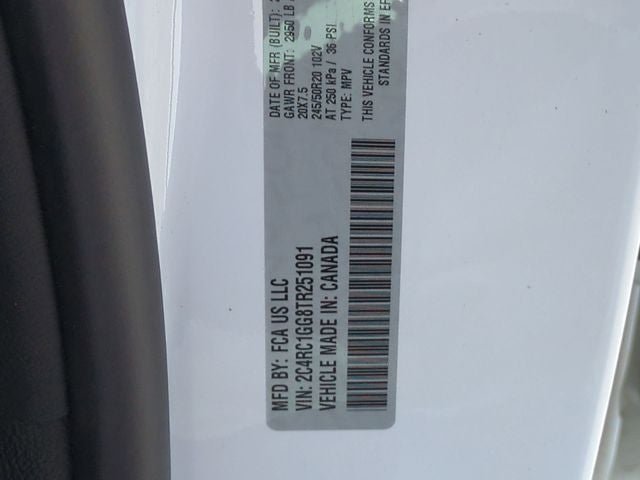 MFD BY: FCA US LLC
VIN: 2C4RC1GG8TR251091
VEHICLE MADE IN: CANADA
DATE OF MFR (BUILT):
GAWR FRONT: 2950 LB
20X7.5
245/50R20 102V
AT 250 kPa / 36 PSI
TYPE: MPV
THIS VEHICLE CONFORMS
STANDARDS IN EF